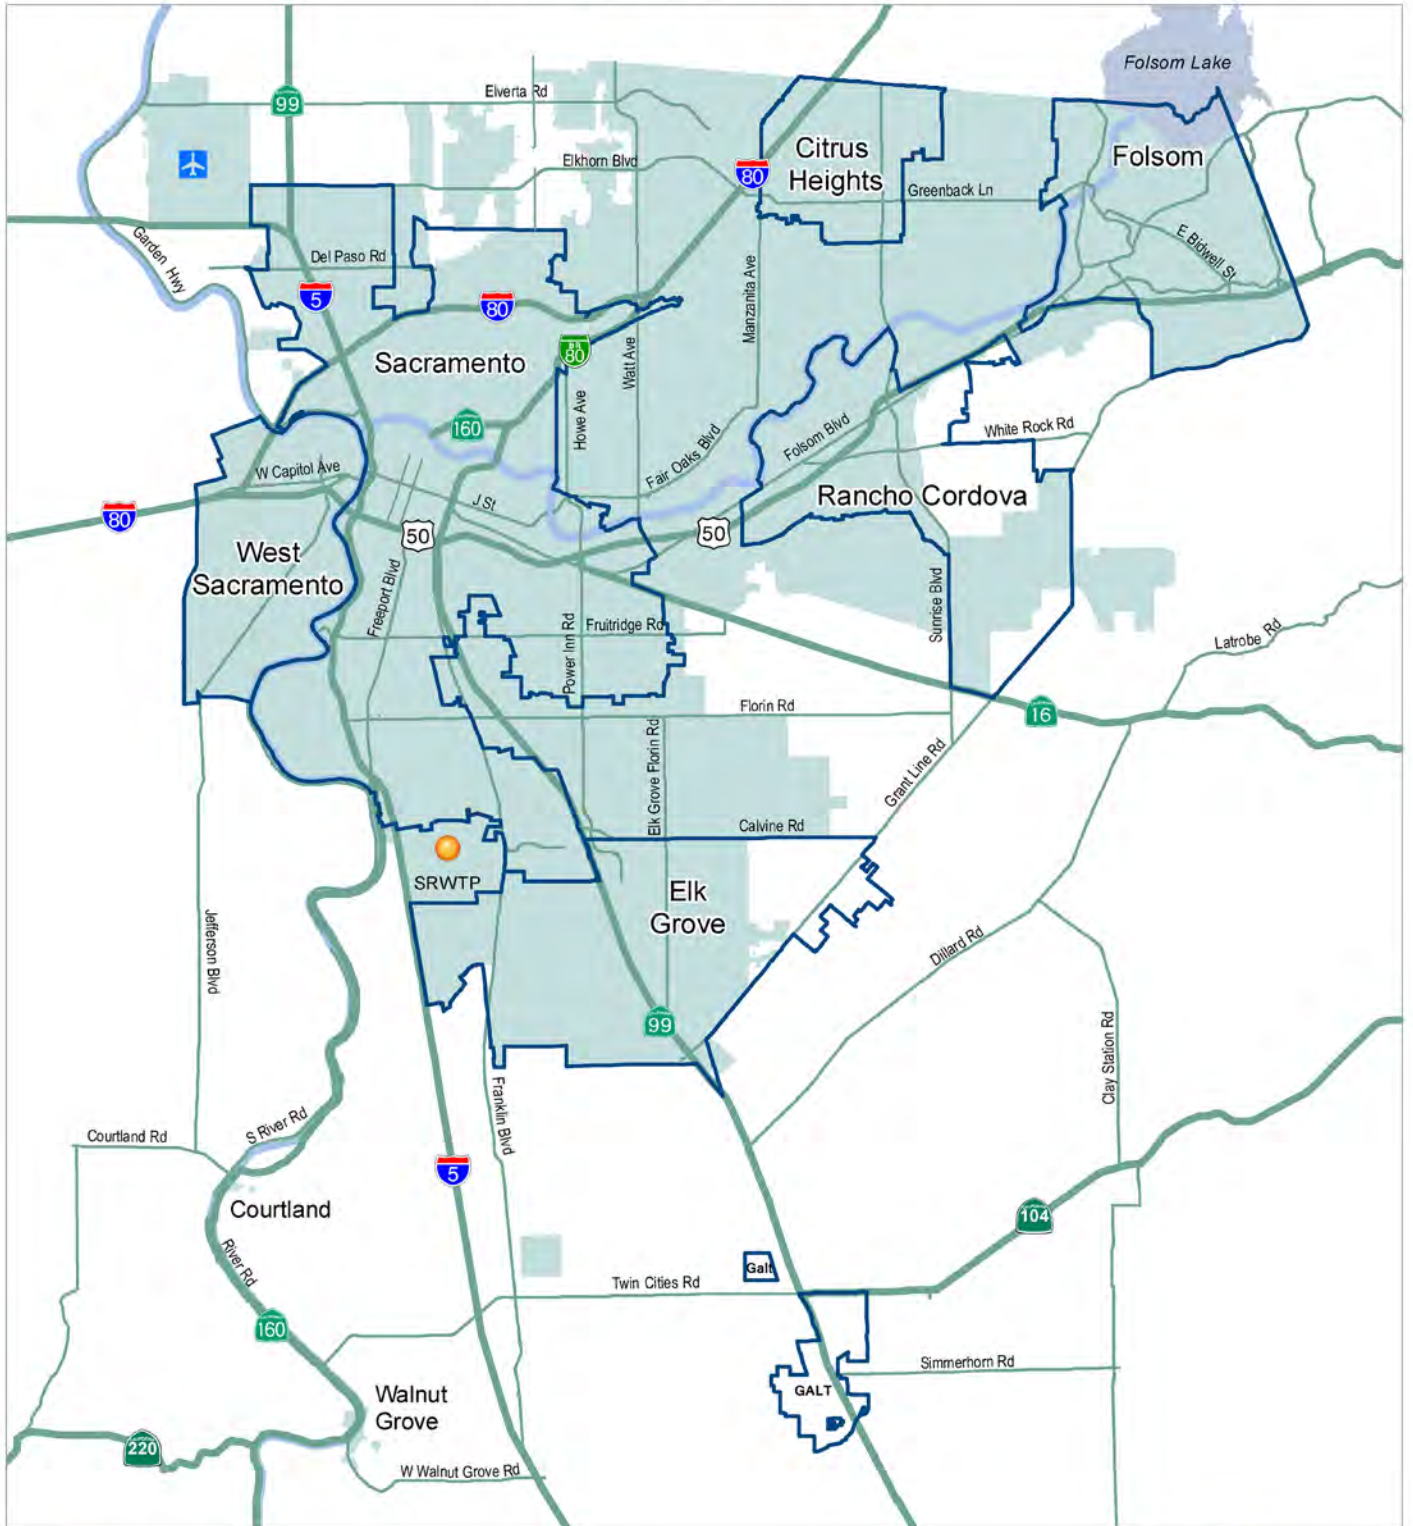 Folsom Lake
Elverta Rd
99
Citrus
Heights
Folsom
Elkhorn Blvd
80
Greenback Ln
Garden Hwy
Del Paso Rd
E Bidwell St
5
80
Manzanita Ave
BR
80
Sacramento
Watt Ave
160
Howe Ave
Fair Oaks Blvd
Folsom Blvd
White Rock Rd
W Capitol Ave
J St
Rancho Cordova
80
50
50
West
Sacramento
Freeport Blvd
Sunrise Blvd
Fruitridge Rd
Power Inn Rd
Latrobe Rd
Florin Rd
16
Elk Grove Florin Rd
Grant Line Rd
Calvine Rd
SRWTP
Elk
Grove
Jefferson Blvd
Dillard Rd
99
Clay Station Rd
Franklin Blvd
S River Rd
Courtland Rd
5
Courtland
104
River Rd
Galt
Twin Cities Rd
160
Simmerhorn Rd
Walnut
Grove
GALT
220
W Walnut Grove Rd